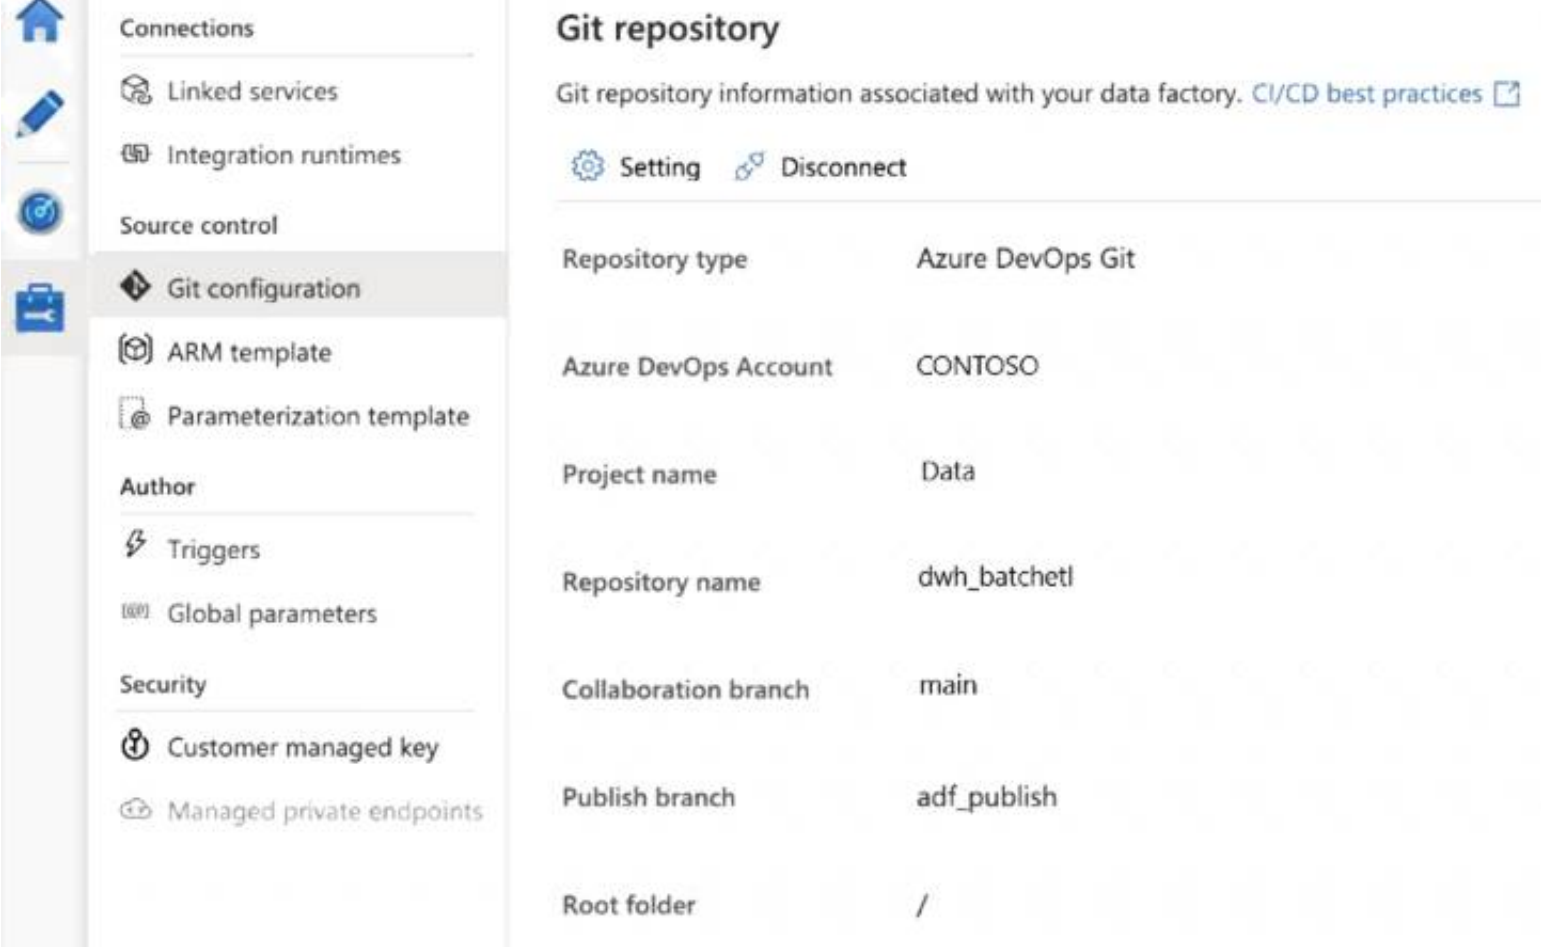 Connections
Linked services
Integration runtimes
Source control
Git configuration
ARM template
Parameterization template
Author
Triggers
Global parameters
Security
Customer managed key
Managed private endpoints
Git repository
Git repository information associated with your data factory. CI/CD best practices
Setting Disconnect
Repository type Azure DevOps Git
Azure DevOps Account CONTOSO
Project name Data
Repository name dwh_batchetl
Collaboration branch main
Publish branch adf_publish
Root folder /